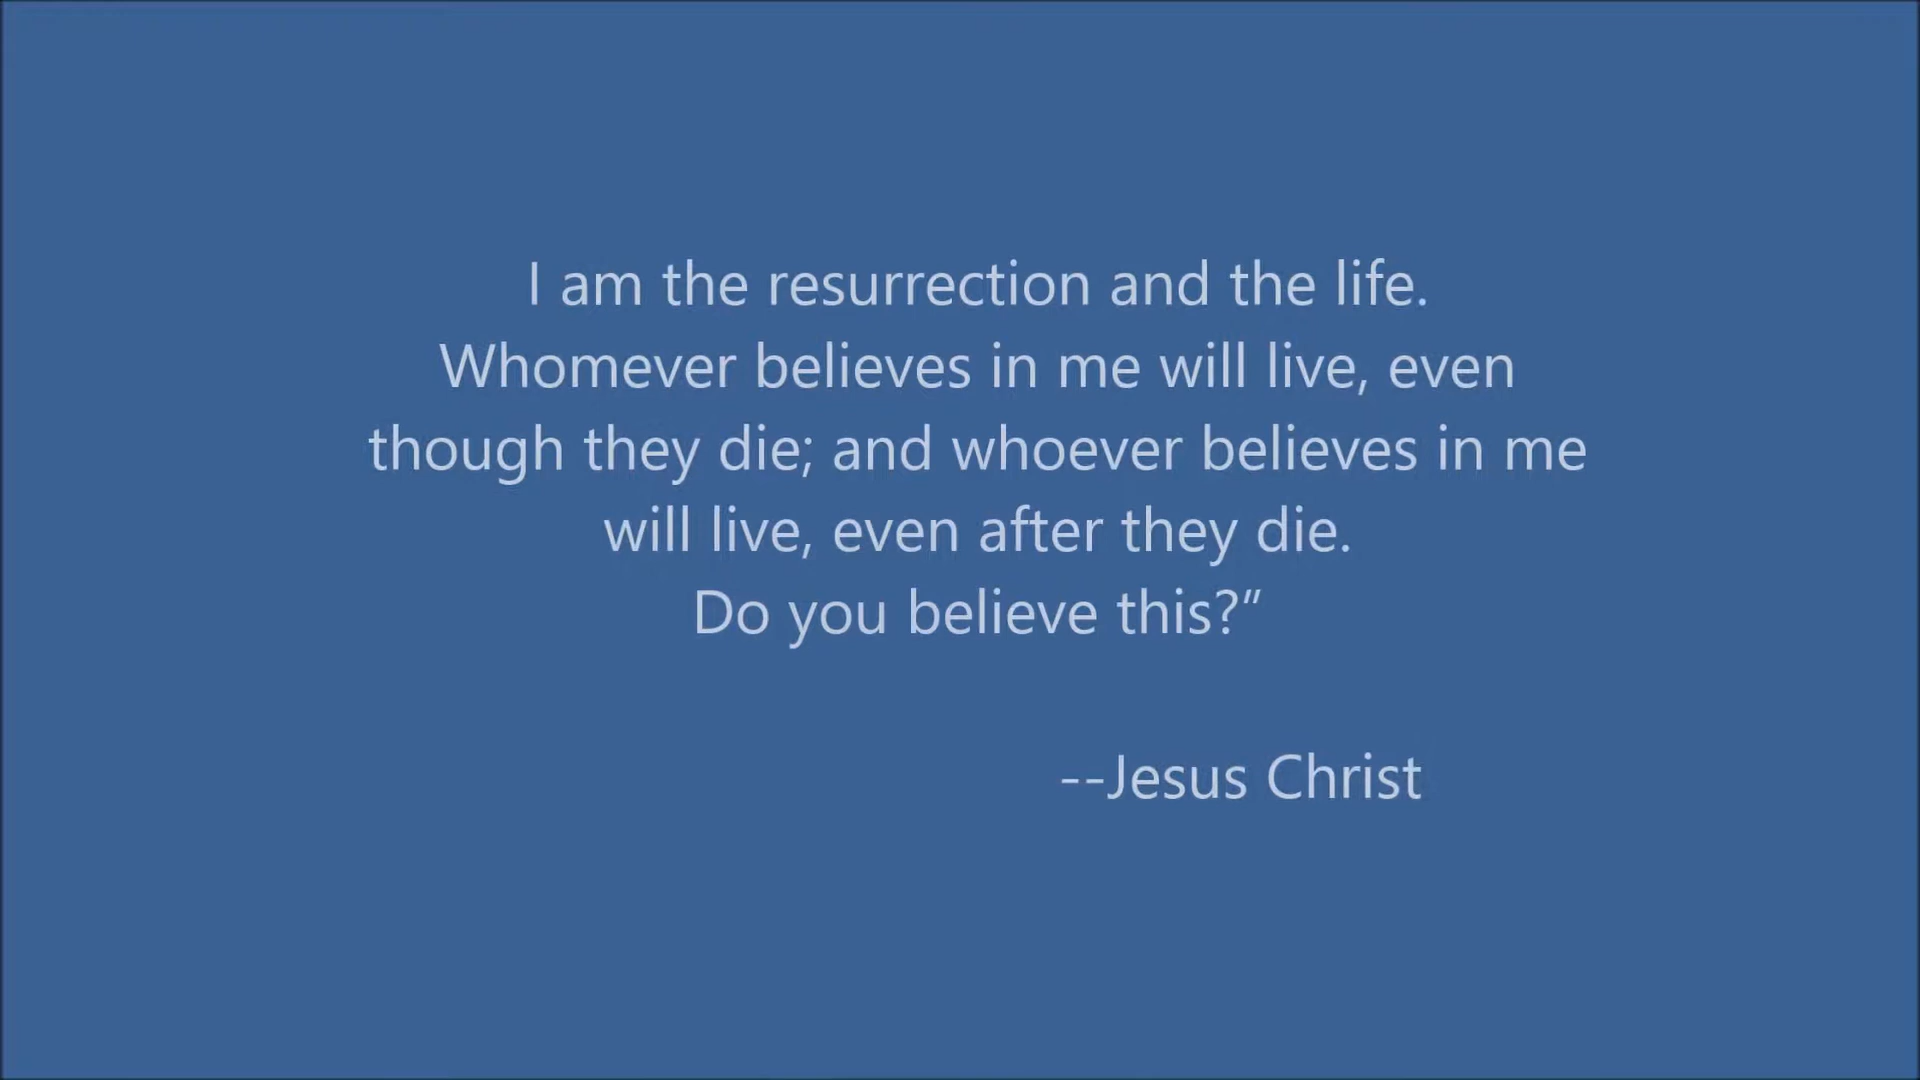 I am the resurrection and the life.
Whomever believes in me will live, even
though they die; and whoever believes in me
will live, even after they die.
Do you believe this?”
--Jesus Christ